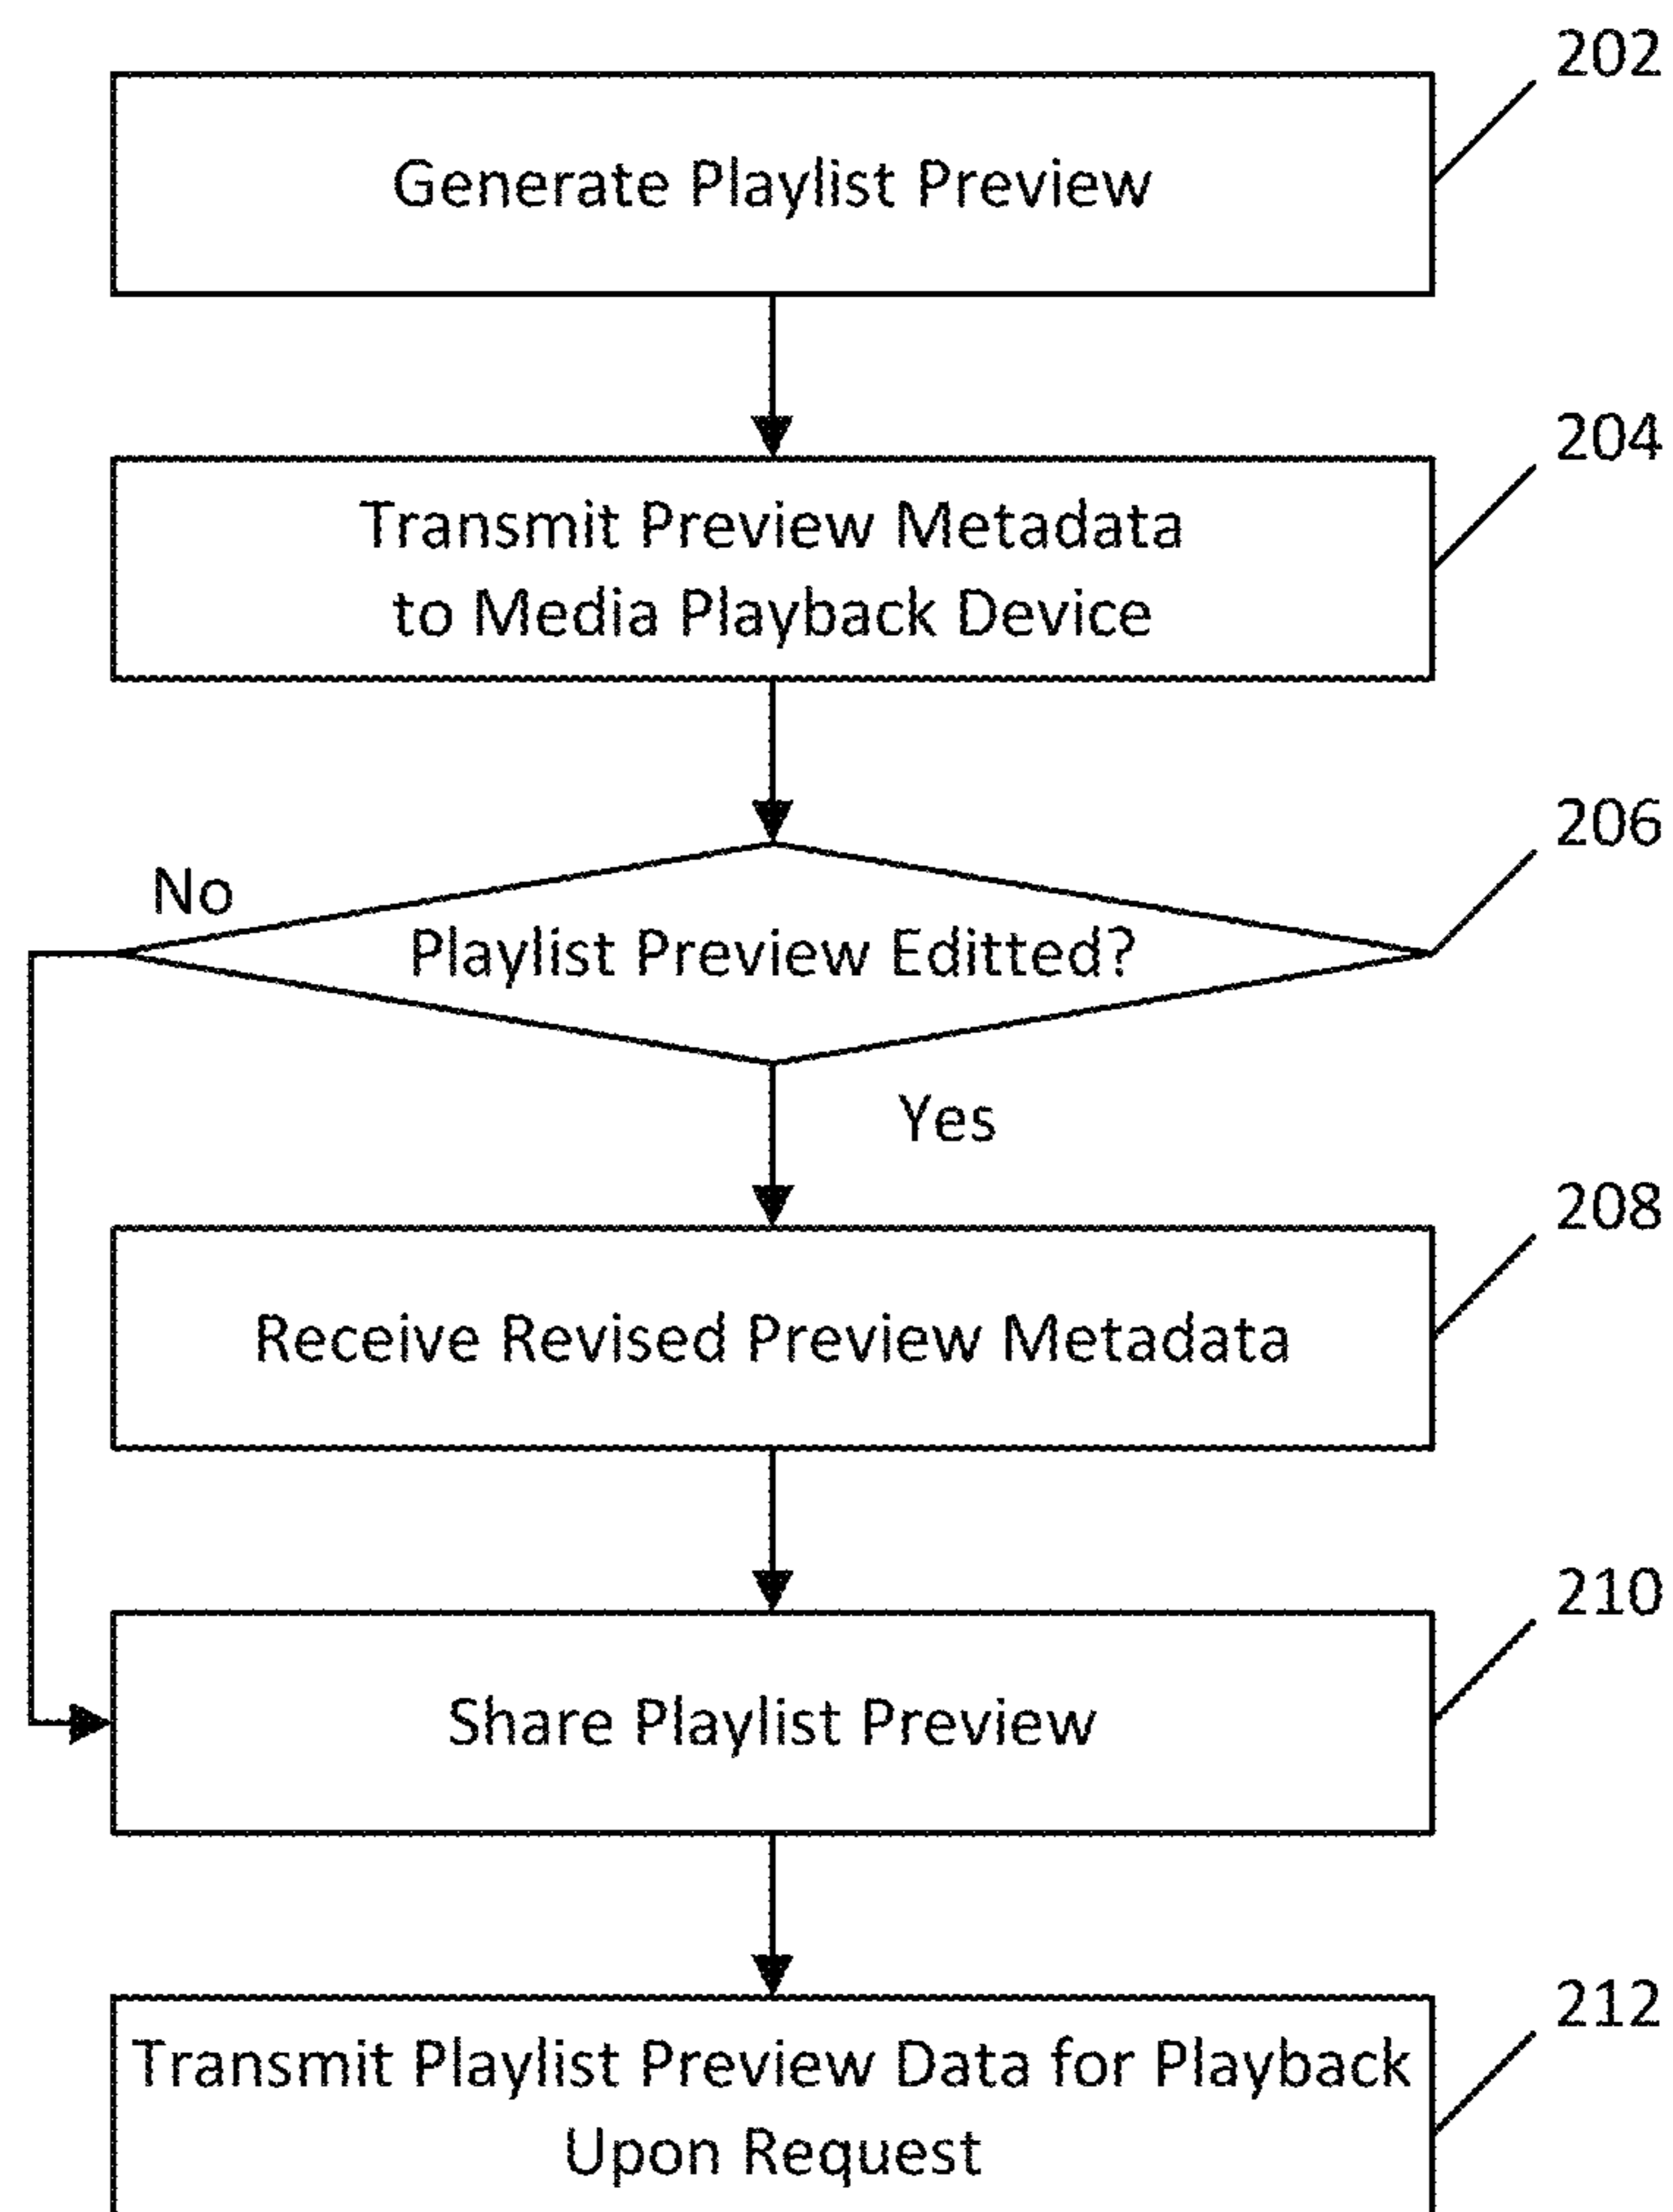 202
Generate Playlist Preview
204
Transmit Preview Metadata
to Media Playback Device
206
No
Playlist Preview Editted?
Yes
208
Receive Revised Preview Metadata
210
Share Playlist Preview
212
Transmit Playlist Preview Data for Playback
Upon Request